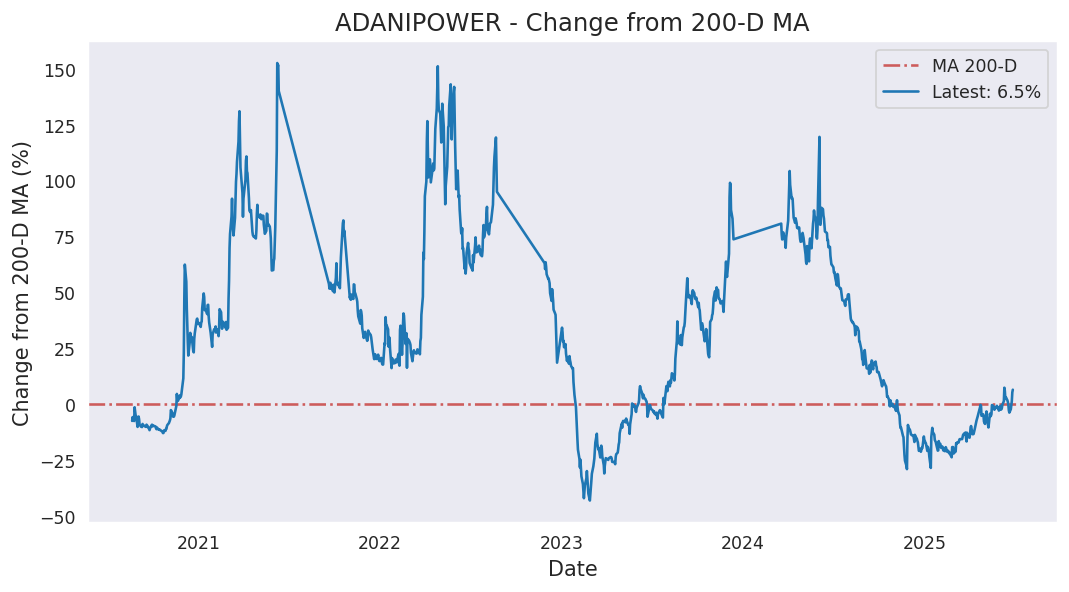 ADANIPOWER - Change from 200-D MA
MA 200-D
Latest: 6.5%
Change from 200-D MA (%)
150
125
100
75
50
25
0
−25
−50
2021
2022
2023
2024
2025
Date